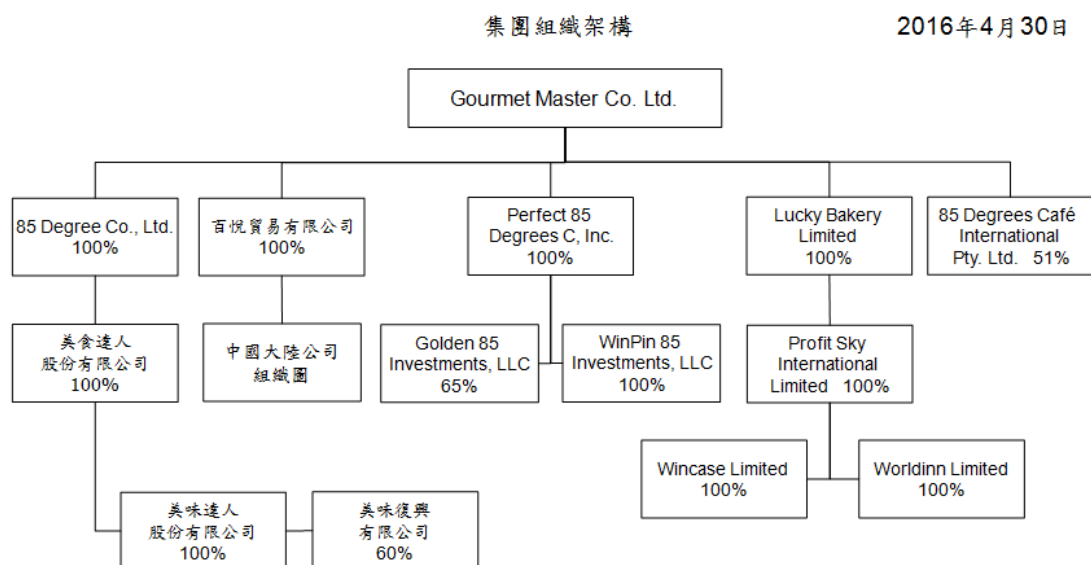 集團組織架構
2016年4月30日
Gourmet Master Co. Ltd.
85 Degree Co., Ltd.
100%
百悅貿易有限公司
100%
Perfect 85
Degrees C, Inc.
100%
Lucky Bakery
Limited
100%
85 Degrees Café
International
Pty. Ltd. 51%
美食達人
股份有限公司
100%
中國大陸公司
組織圖
Golden 85
Investments, LLC
65%
WinPin 85
Investments, LLC
100%
Profit Sky
International
Limited 100%
Wincase Limited
100%
Worldinn Limited
100%
美味達人
股份有限公司
100%
美味復興
有限公司
60%